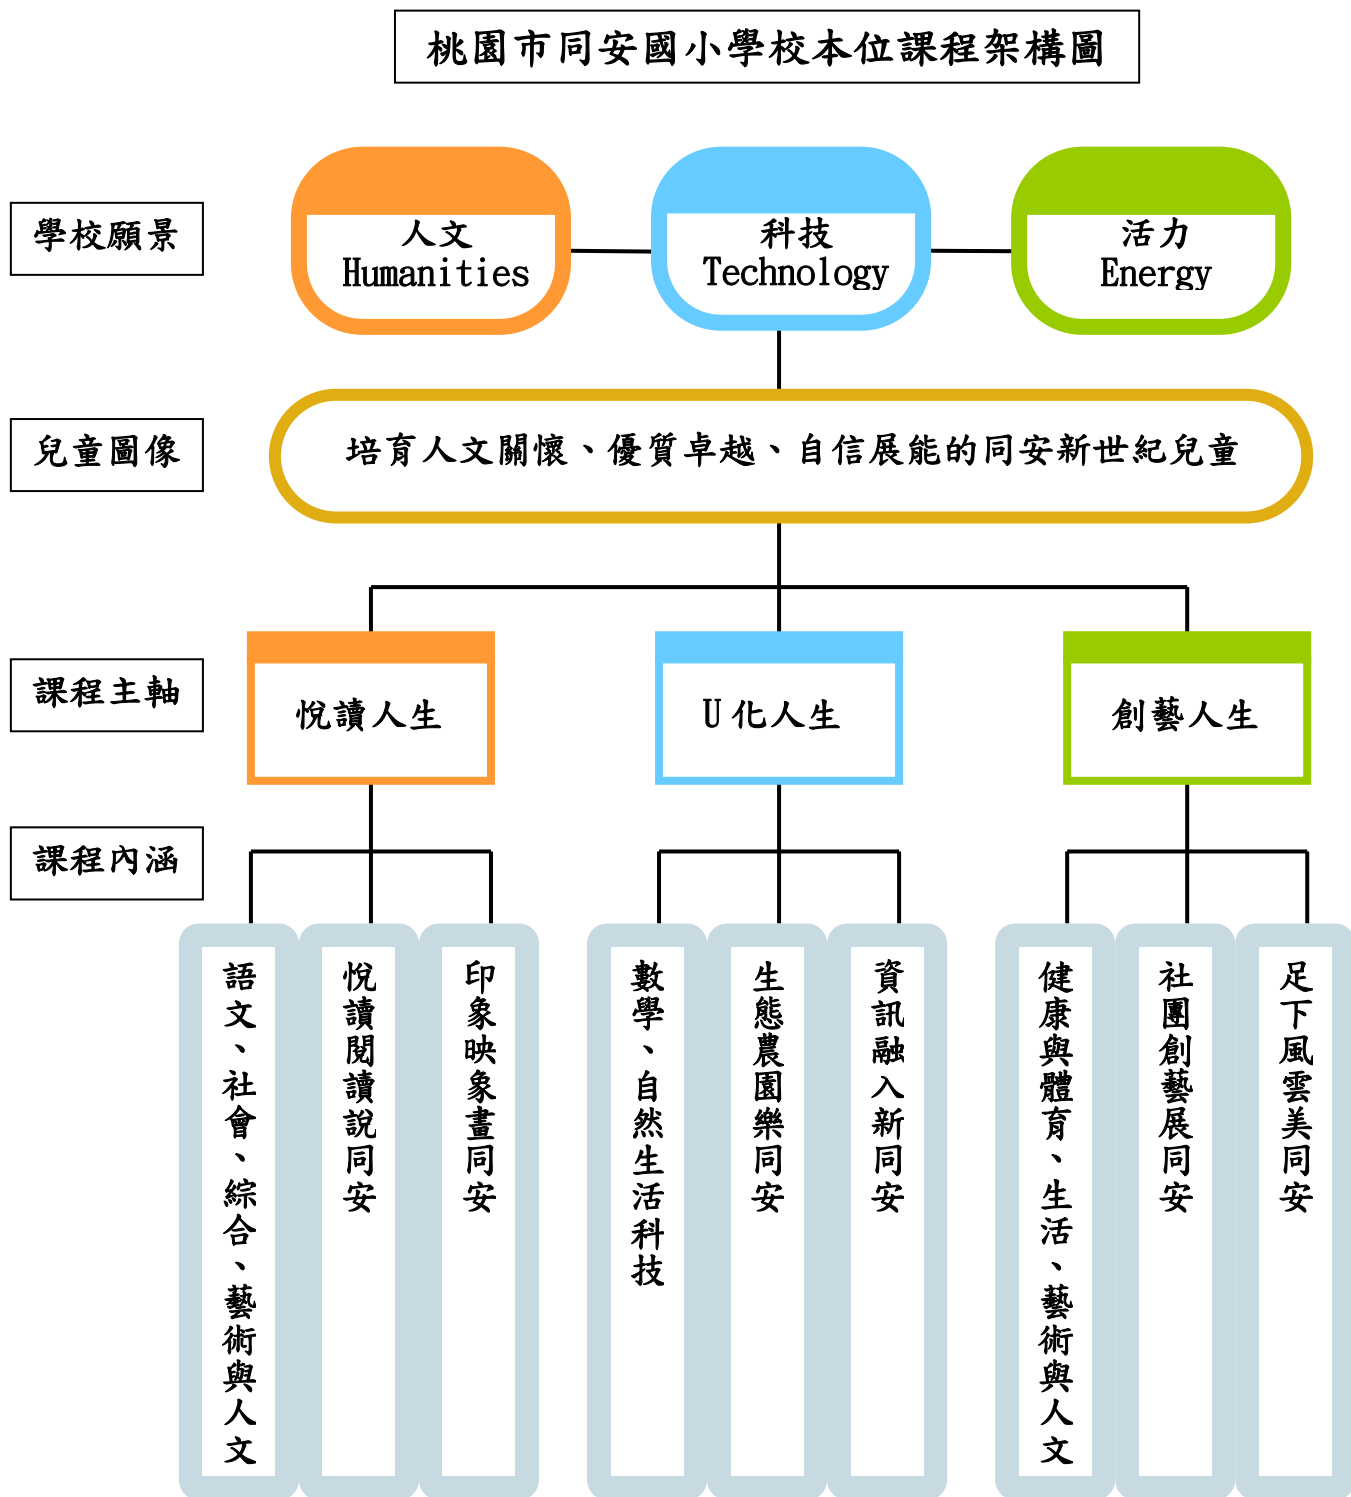 桃園市同安國小學校本位課程架構圖
學校願景
人文
Humanities
科技
Technology
活力
Energy
兒童圖像
培育人文關懷、優質卓越、自信展能的同安新世紀兒童
課程主軸
悅讀人生
U化人生
創藝人生
課程內涵
語文、社會、綜合、藝術與人文
悅讀閱讀說同安
印象映象畫同安
數學、自然生活科技
生態農園樂同安
資訊融入新同安
健康與體育、生活、藝術與人文
社團創藝展同安
足下風雲美同安